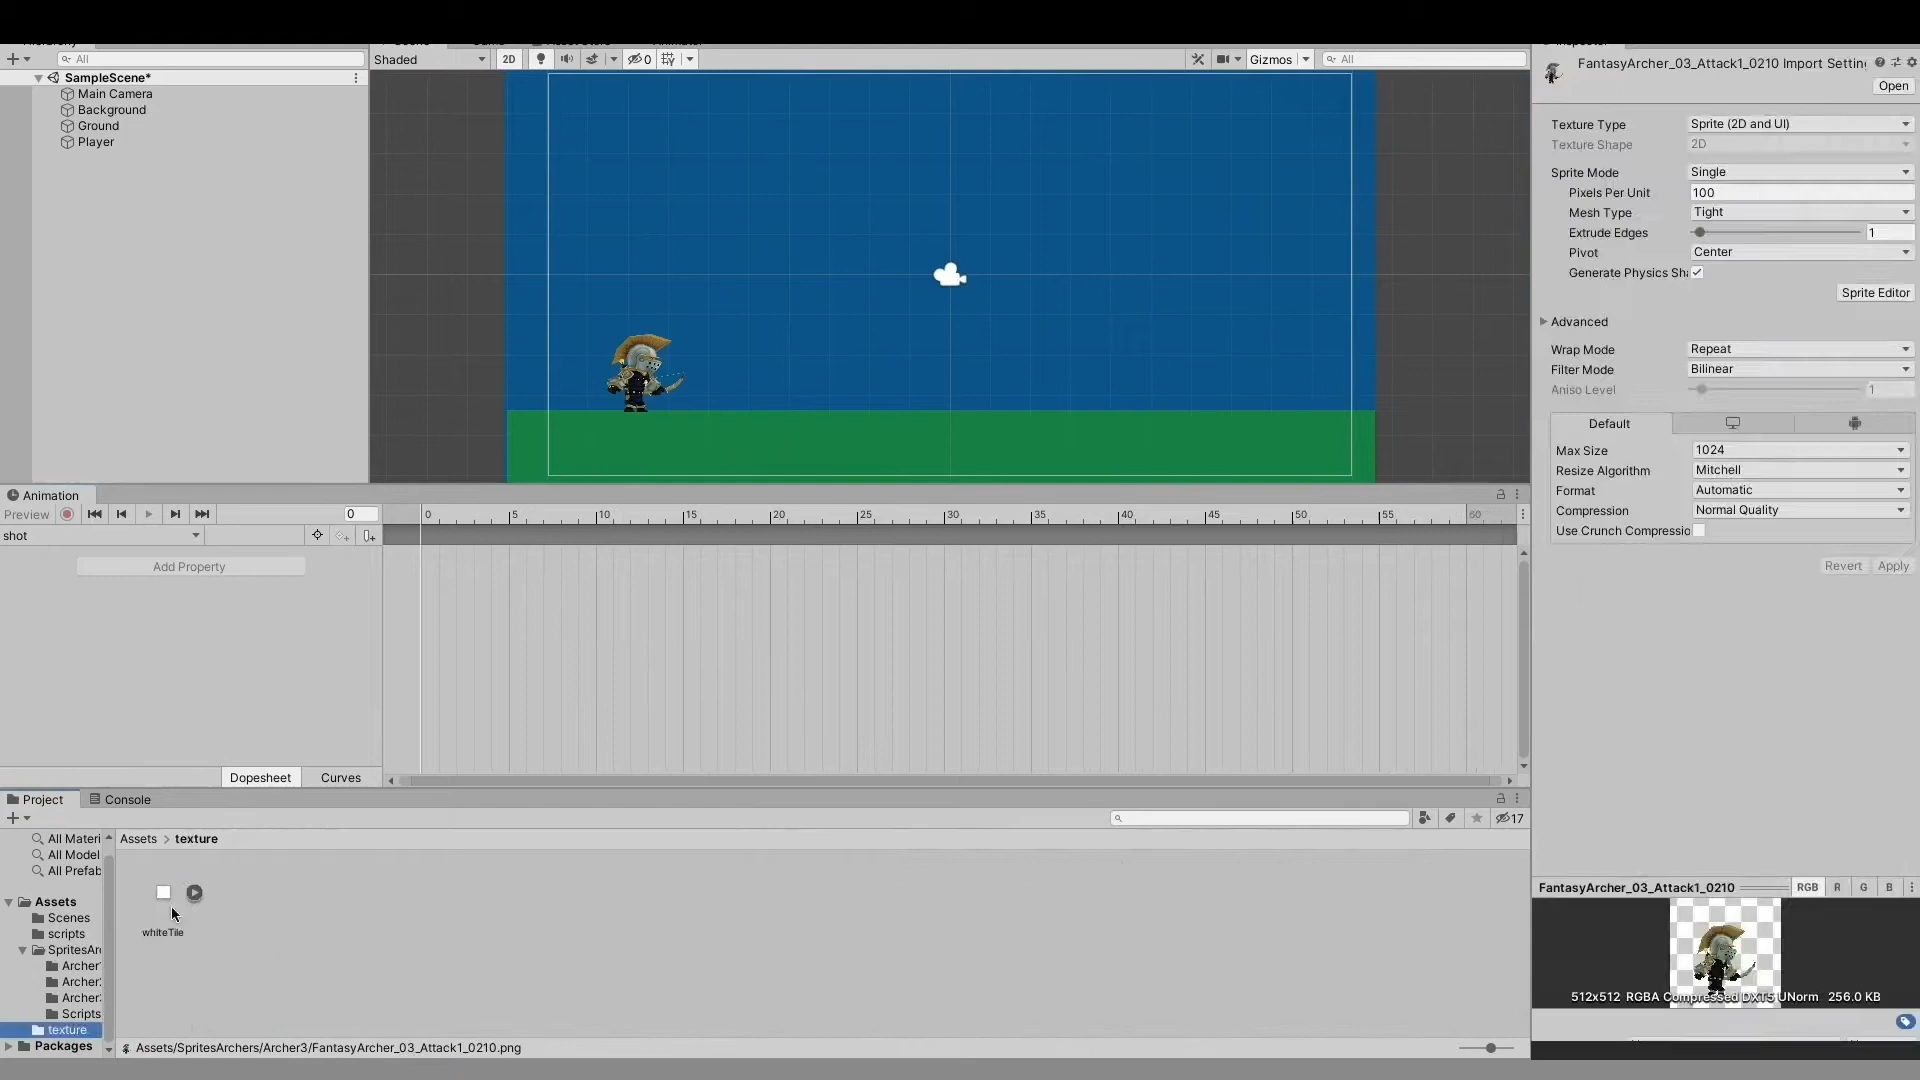 All
SampleScene*
Main Camera
Background
Ground
Player
Shaded
2D
0
Gizmos
All
FantasyArcher_03_Attack1_0210 Import Settin
Open
Texture Type
Sprite (2D and UI)
Texture Shape
2D
Sprite Mode
Single
Pixels Per Unit
100
Mesh Type
Tight
Extrude Edges
1
Pivot
Center
Generate Physics Sha
Sprite Editor
Advanced
Wrap Mode
Repeat
Filter Mode
Bilinear
Aniso Level
1
Default
Max Size
1024
Resize Algorithm
Mitchell
Format
Automatic
Compression
Normal Quality
Use Crunch Compressio
Revert
Apply
Animation
Preview
0
0 5 10 15 20 25 30 35 40 45 50 55 60
shot
Add Property
Dopesheet
Curves
Project
Console
17
All Materi
All Model
All Prefab
Assets
Scenes
scripts
SpritesAr
Archer
Archer
Archer
Scripts
texture
Packages
Assets > texture
whiteTile
Assets/SpritesArchers/Archer3/FantasyArcher_03_Attack1_0210.png
FantasyArcher_03_Attack1_0210
RGB R G B
512x512 RGBA Compressed DXT5 UNorm 256.0 KB